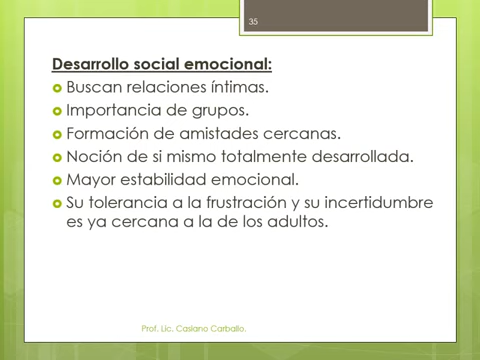 35
Desarrollo social emocional:
Buscan relaciones íntimas.
Importancia de grupos.
Formación de amistades cercanas.
Noción de si mismo totalmente desarrollada.
Mayor estabilidad emocional.
Su tolerancia a la frustración y su incertidumbre
es ya cercana a la de los adultos.
Prof. Lic. Casiano Carballo.